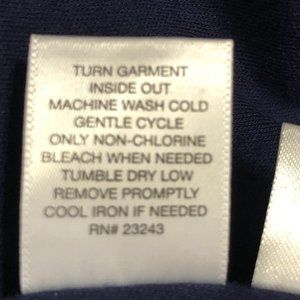 TURN GARMENT
INSIDE OUT
MACHINE WASH COLD
GENTLE CYCLE
ONLY NON-CHLORINE
BLEACH WHEN NEEDED
TUMBLE DRY LOW
REMOVE PROMPTLY
COOL IRON IF NEEDED
RN# 23243